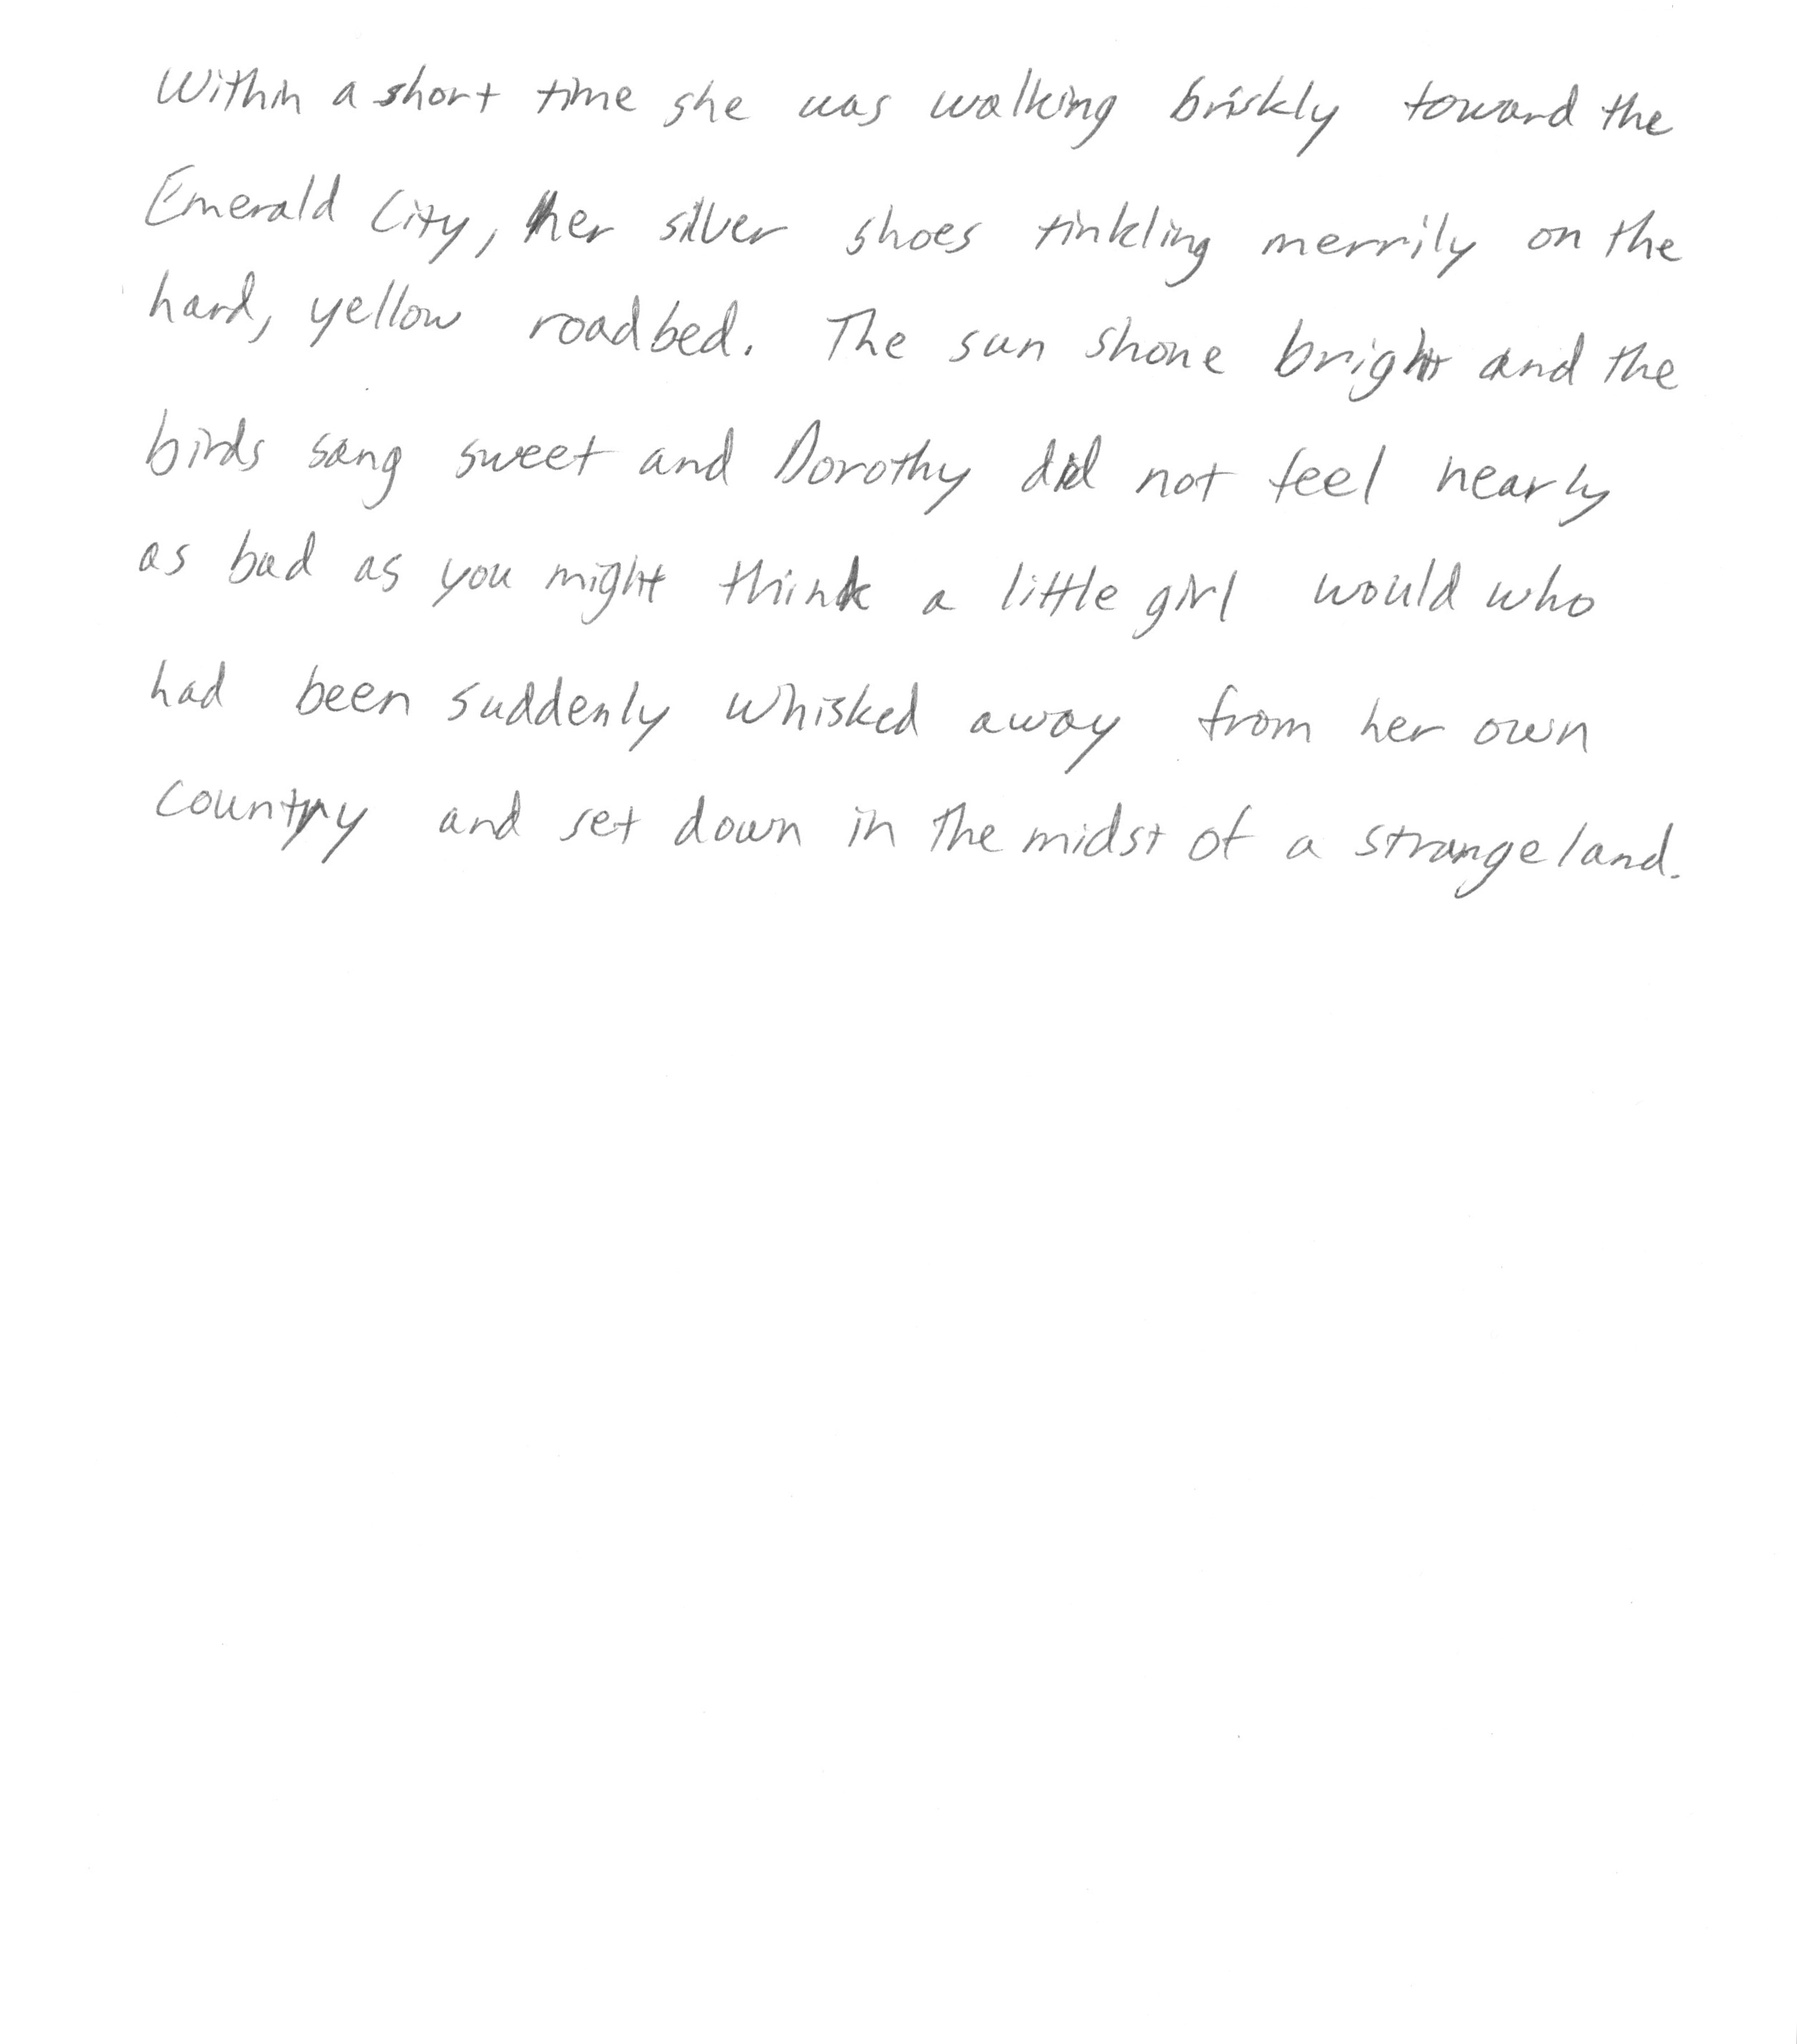 Within a short time she was walking briskly toward the
Emerald City, her silver shoes tinkling merrily on the
hard, yellow roadbed. The sun shone bright and the
birds sang sweet and Dorothy did not feel nearly
as bad as you might think a little girl would who
had been suddenly whisked away from her own
country and set down in the midst of a strange land.